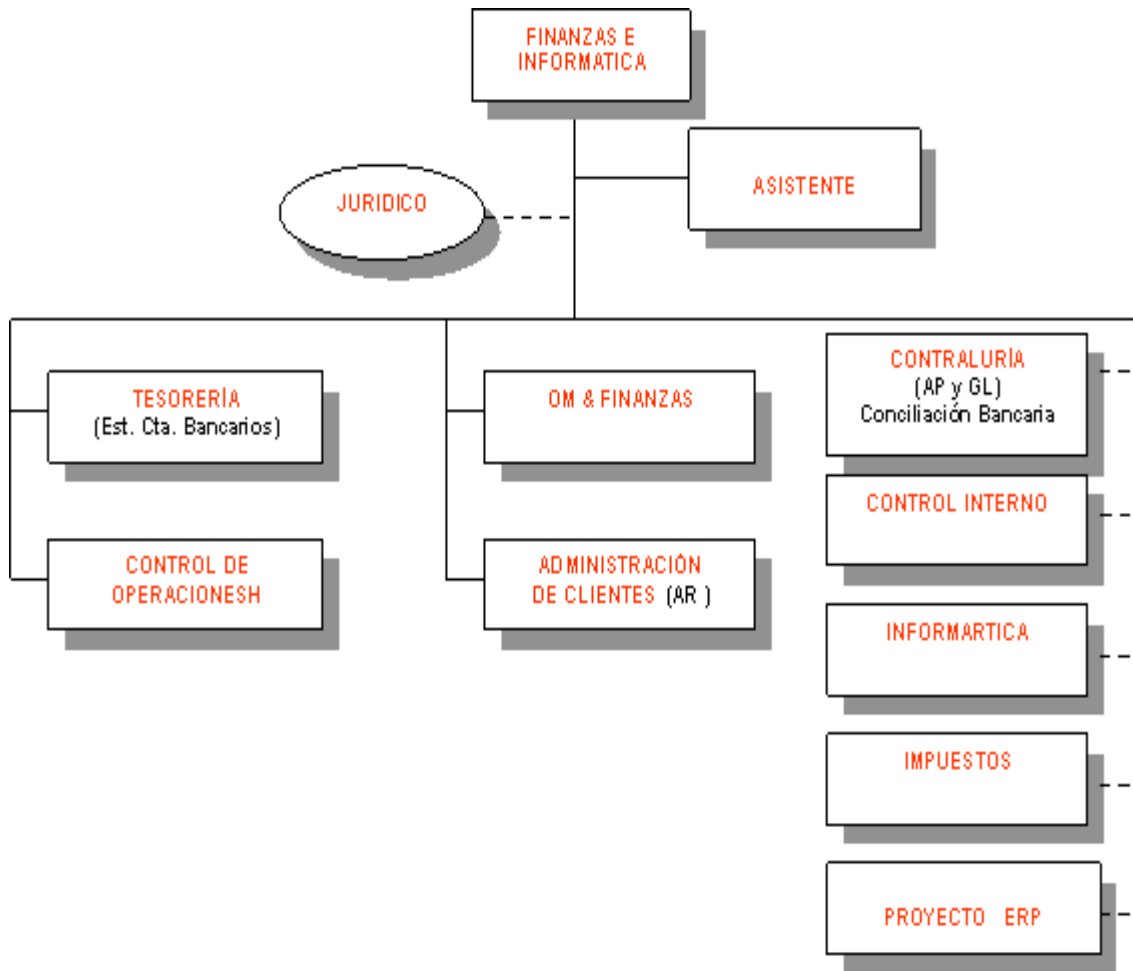 FINANZAS E
INFORMATICA
ASISTENTE
JURIDICO
TESORERÍA
(Est. Cta. Bancarios)
OM & FINANZAS
CONTRALURÍA
(AP y GL)
Conciliación Bancaria
CONTROL INTERNO
CONTROL DE
OPERACIONESH
ADMINISTRACIÓN
DE CLIENTES (AR )
INFORMARTICA
IMPUESTOS
PROYECTO ERP